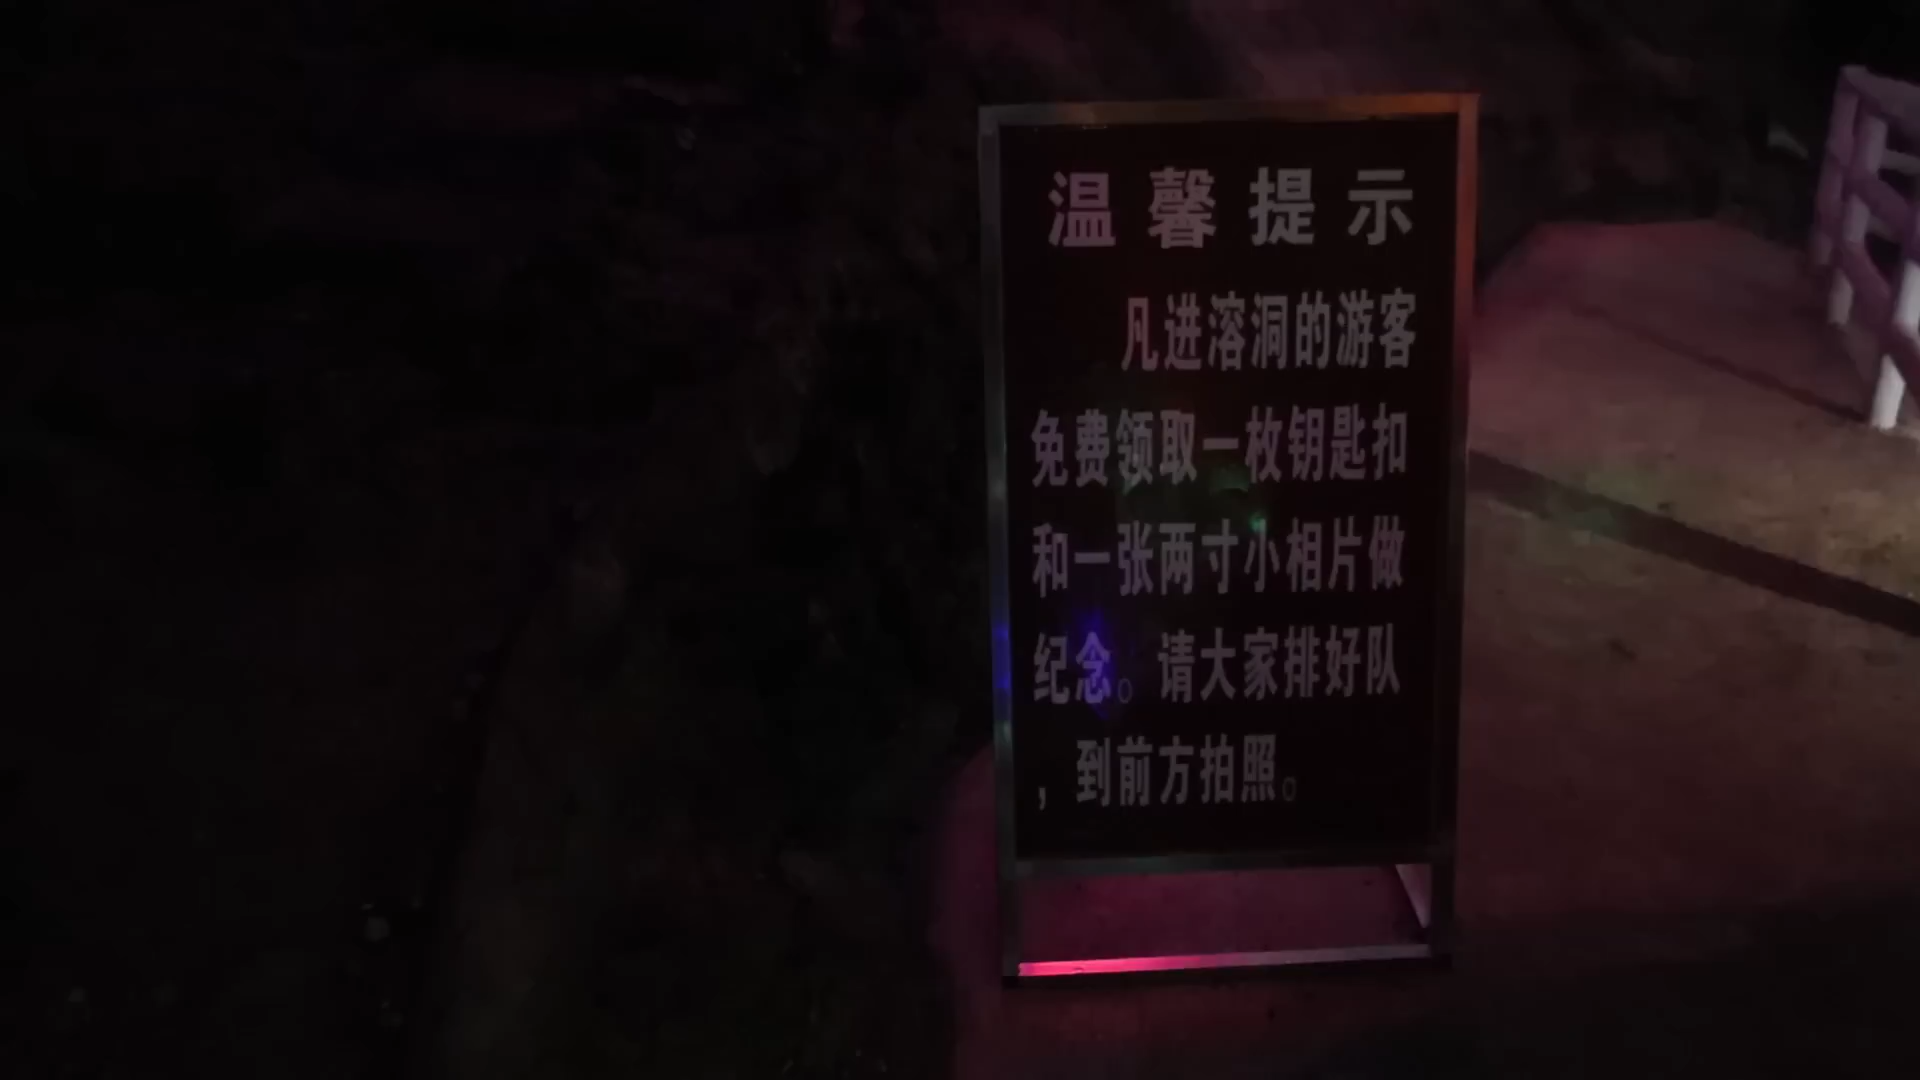 温馨提示
凡进溶洞的游客
免费领取一枚钥匙扣
和一张两寸小相片做
纪念。请大家排好队
，到前方拍照。